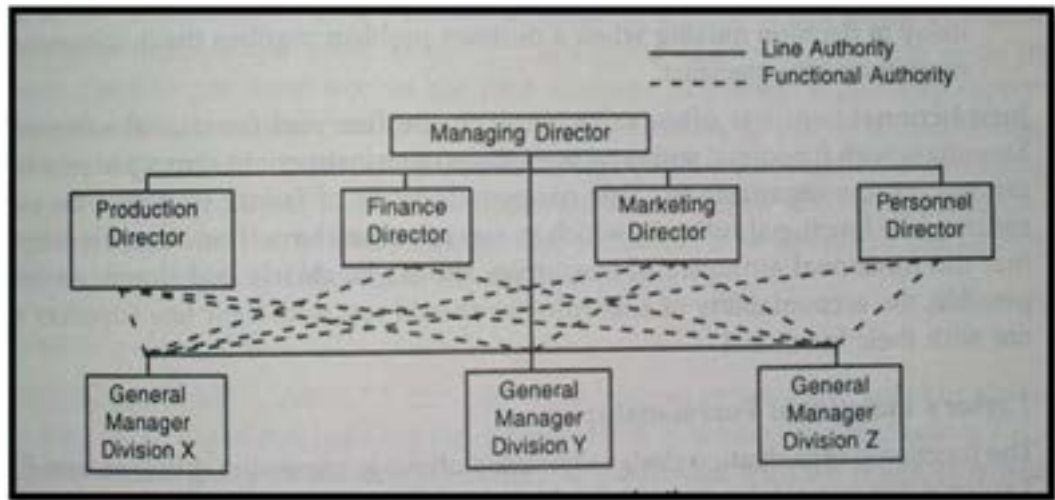 Line Authority
Functional Authority
Managing Director
Production
Director
Finance
Director
Marketing
Director
Personnel
Director
General
Manager
Division X
General
Manager
Division Y
General
Manager
Division Z